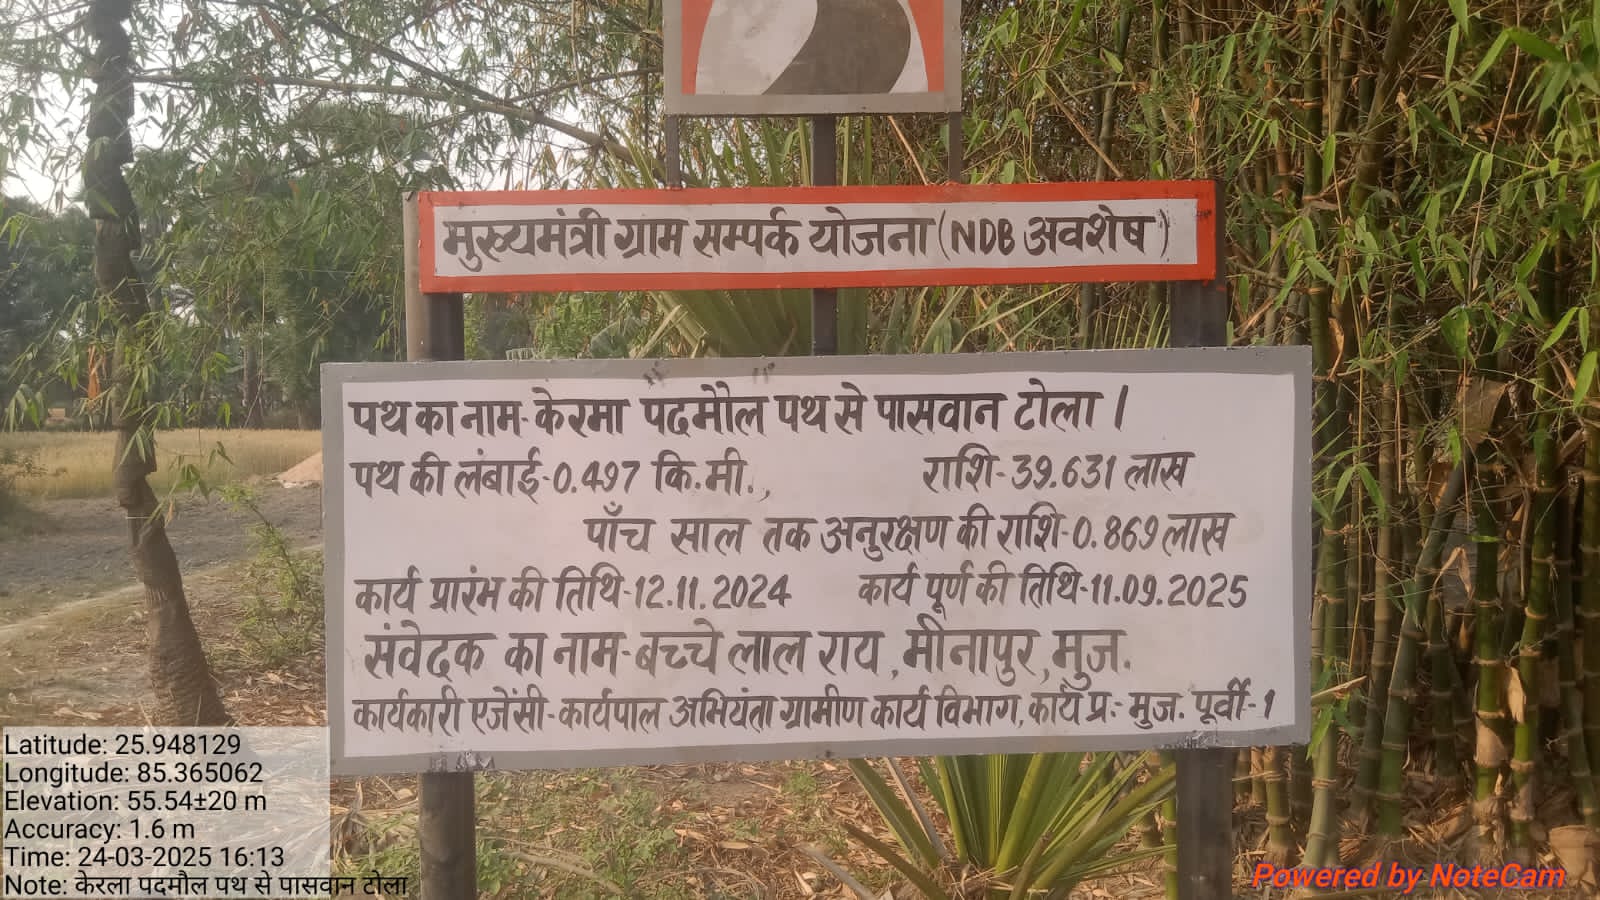 मुख्यमंत्री ग्राम सम्पर्क योजना (NDB अवशेष)
पथ का नाम- केरमा पदमौल पथ से पासवान टोला।
पथ की लंबाई-0.497 कि.मी., राशि-39.631 लाख
पाँच साल तक अनुरक्षण की राशि-0.869 लाख
कार्य प्रारंभ की तिथि-12.11.2024 कार्य पूर्ण की तिथि-11.09.2025
संवेदक का नाम-बच्चे लाल राय, मीनापुर, मुज.
कार्यकारी एजेंसी-कार्यपाल अभियंता ग्रामीण कार्य विभाग, कार्य प्र:- मुज. पूर्वी-1
Latitude: 25.948129
Longitude: 85.365062
Elevation: 55.54±20 m
Accuracy: 1.6 m
Time: 24-03-2025 16:13
Note: केरला पदमौल पथ से पासवान टोला
Powered by NoteCam